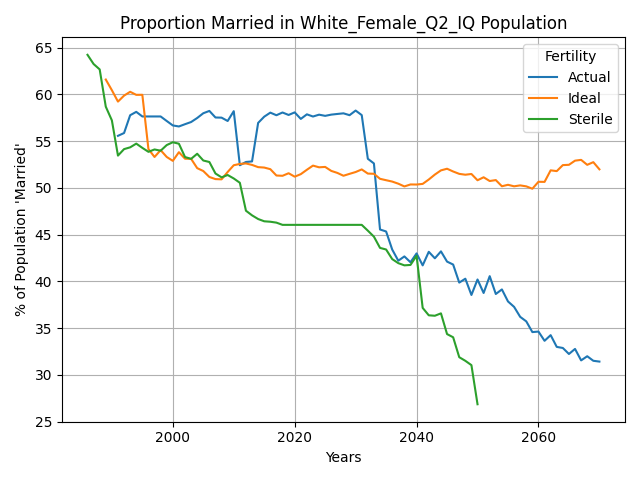 Proportion Married in White_Female_Q2_IQ Population
Fertility
Actual
Ideal
Sterile
% of Population 'Married'
65
60
55
50
45
40
35
30
25
2000
2020
2040
2060
Years